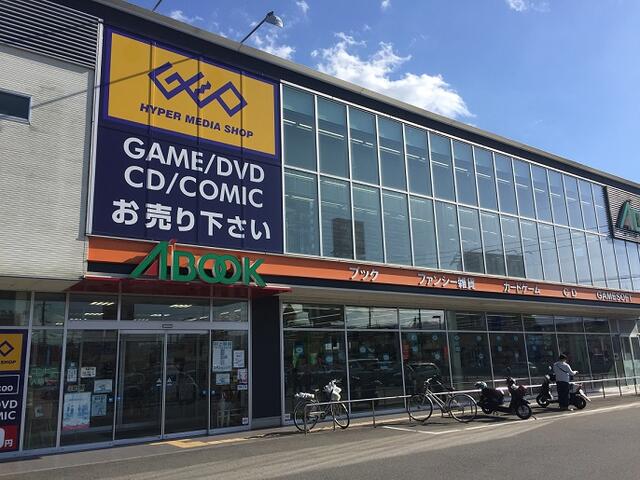 GEO
HYPER MEDIA SHOP
GAME/DVD
CD/COMIC
お売り下さい
ABOOK
ブック ファンシー雑貨 カードゲーム CD GAMESOFT
SHOP